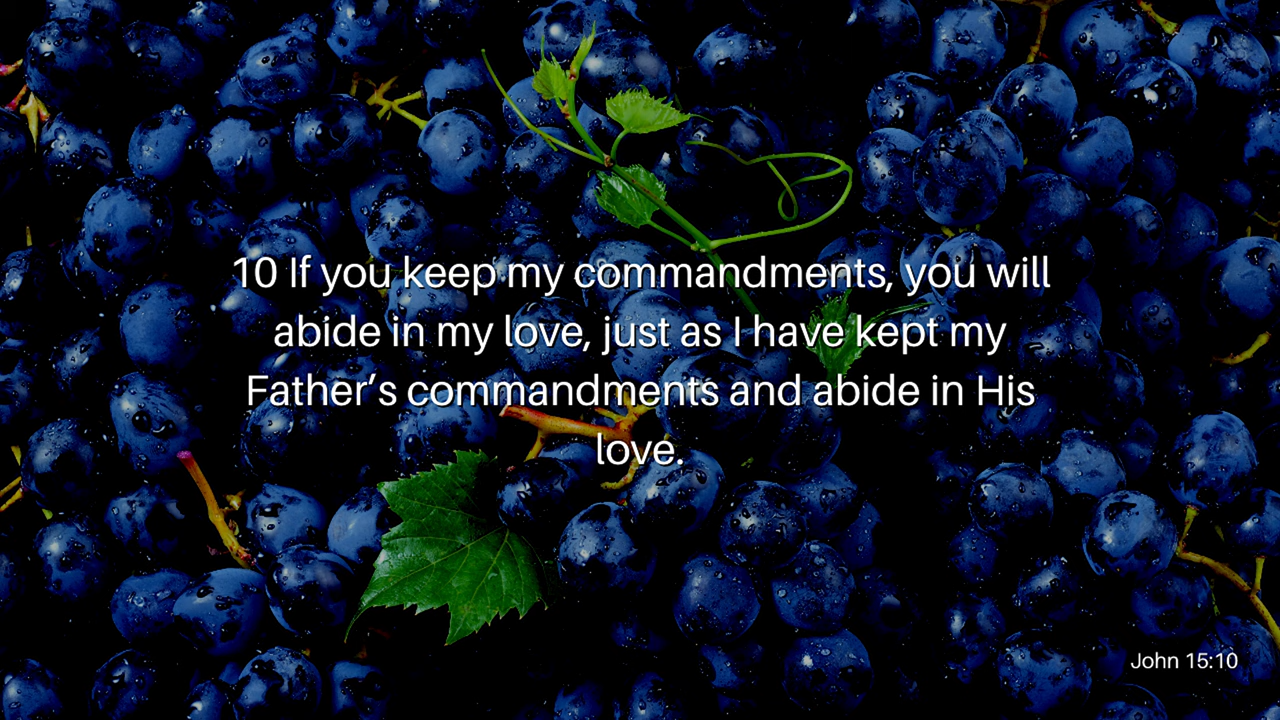 10 If you keep my commandments, you will
abide in my love, just as I have kept my
Father’s commandments and abide in His
love.
John 15:10